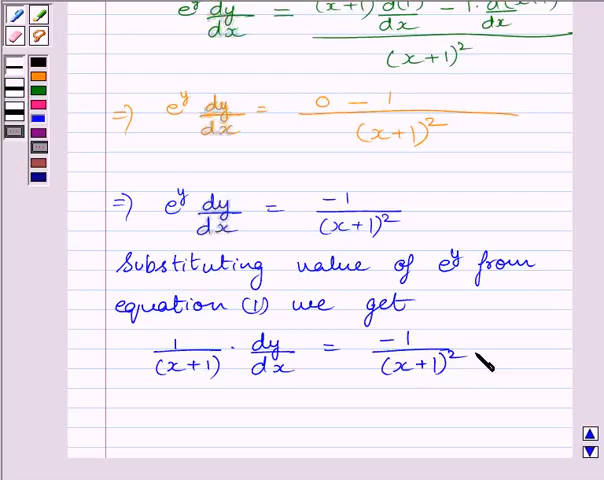 e^y dy/dx = (x+1) d(1)/dx - 1. d(x+1)/dx / (x+1)^2
=) e^y dy/dx = 0 - 1 / (x+1)^2
=) e^y dy/dx = -1 / (x+1)^2
Substituting value of e^y from
equation (1) we get
1/(x+1) . dy/dx = -1/(x+1)^2